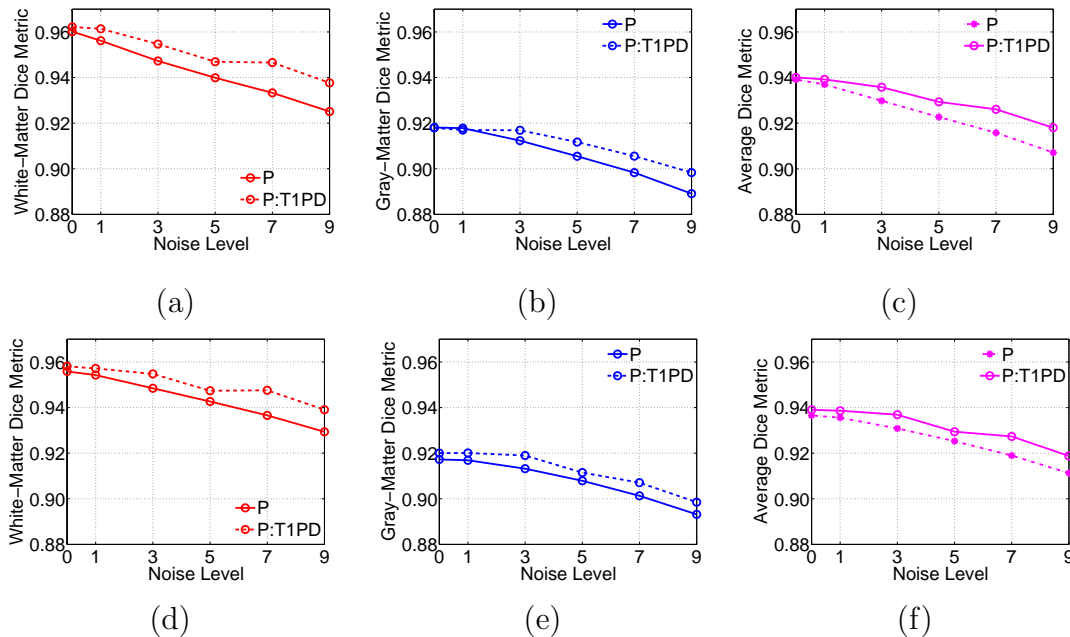 White−Matter Dice Metric
0.96
0.94
0.92
0.90
0.88
0 1 3 5 7 9
Noise Level
P
P:T1PD
(a)
Gray−Matter Dice Metric
0.96
0.94
0.92
0.90
0.88
0 1 3 5 7 9
Noise Level
P
P:T1PD
(b)
Average Dice Metric
0.96
0.94
0.92
0.90
0.88
0 1 3 5 7 9
Noise Level
P
P:T1PD
(c)
White−Matter Dice Metric
0.96
0.94
0.92
0.90
0.88
0 1 3 5 7 9
Noise Level
P
P:T1PD
(d)
Gray−Matter Dice Metric
0.96
0.94
0.92
0.90
0.88
0 1 3 5 7 9
Noise Level
P
P:T1PD
(e)
Average Dice Metric
0.96
0.94
0.92
0.90
0.88
0 1 3 5 7 9
Noise Level
P
P:T1PD
(f)